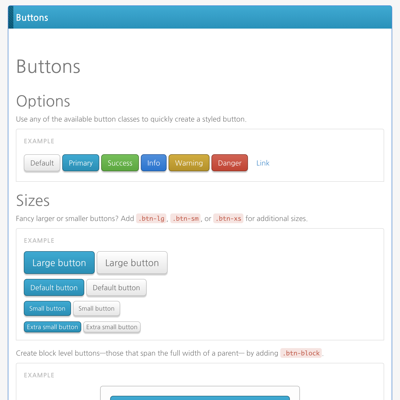 Buttons
Buttons
Options
Use any of the available button classes to quickly create a styled button.
EXAMPLE
Default Primary Success Info Warning Danger Link
Sizes
Fancy larger or smaller buttons? Add .btn-lg, .btn-sm, or .btn-xs for additional sizes.
EXAMPLE
Large button Large button
Default button Default button
Small button Small button
Extra small button Extra small button
Create block level buttons—those that span the full width of a parent— by adding .btn-block.
EXAMPLE